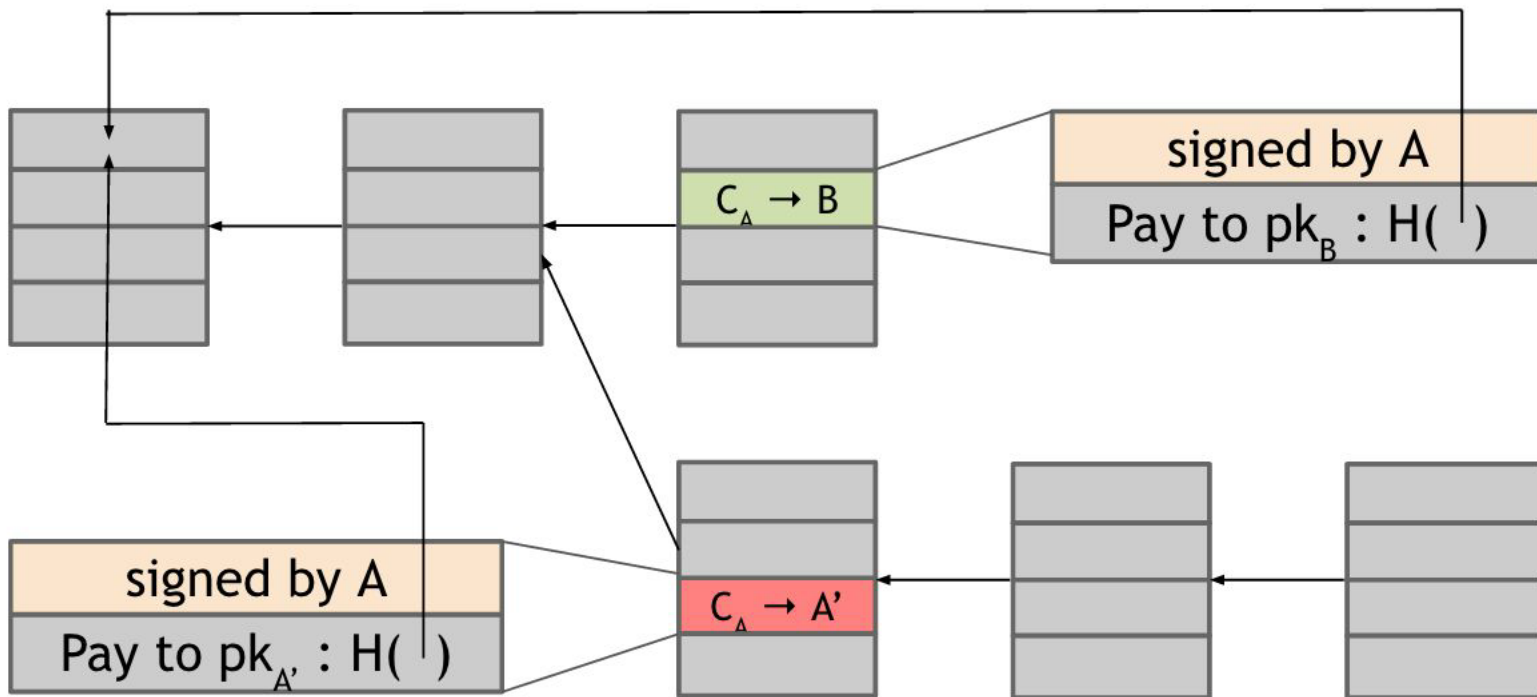 signed by A
C_A → B
Pay to pk_B : H( )
signed by A
C_A → A’
Pay to pk_A’ : H( )